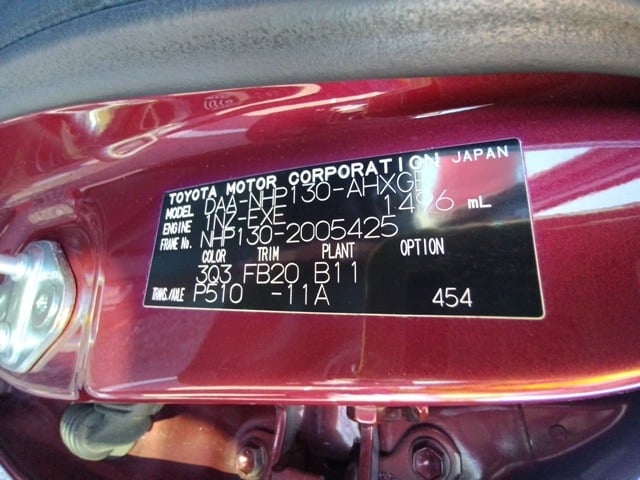 TOYOTA MOTOR CORPORATION JAPAN
MODEL DAA-NHP130-AHXGB
ENGINE 1NZ-FXE 1496 mL
FRAME No. NHP130-2005425
COLOR TRIM PLANT OPTION
3Q3 FB20 B11
TRANS./AXLE P510 -11A 454